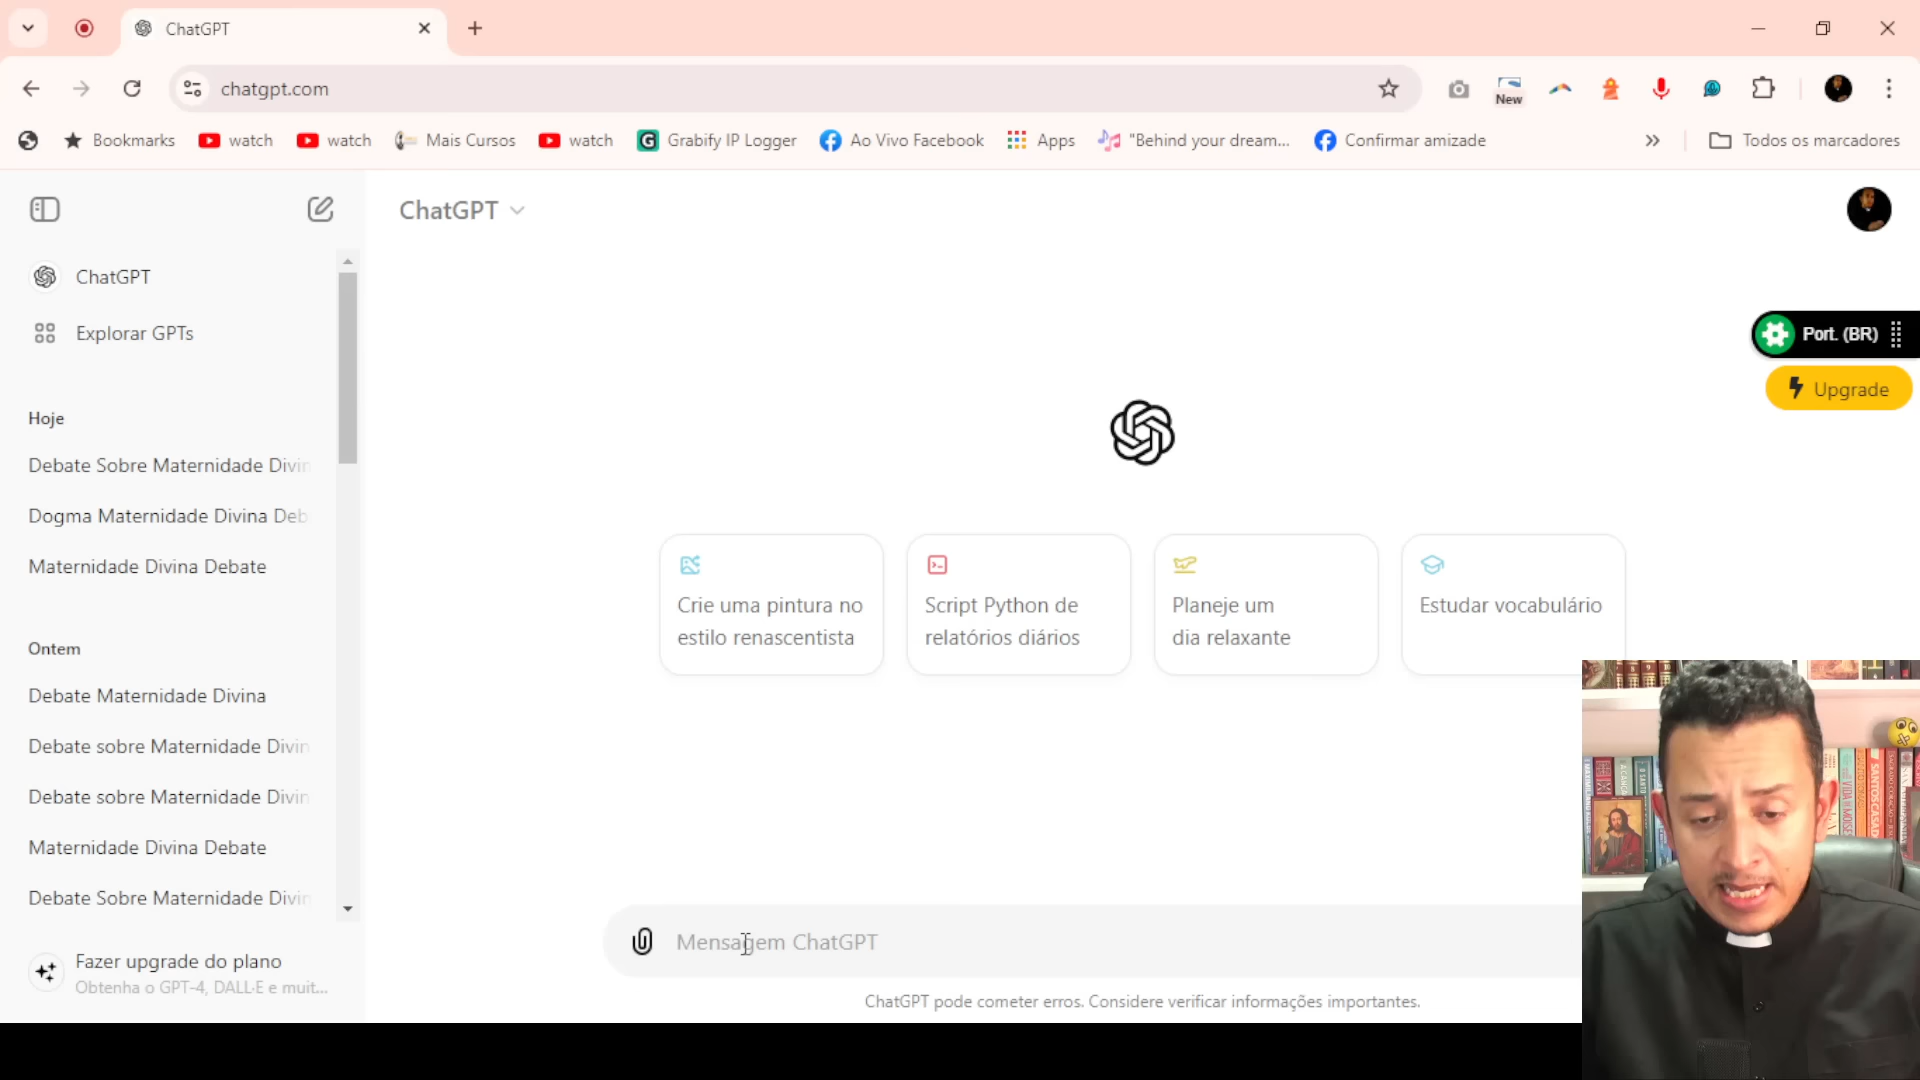 ChatGPT
chatgpt.com
New
Bookmarks
watch
watch
Mais Cursos
watch
Grabify IP Logger
Ao Vivo Facebook
Apps
"Behind your dream...
Confirmar amizade
Todos os marcadores
ChatGPT
ChatGPT
Explorar GPTs
Port. (BR)
Upgrade
Hoje
Debate Sobre Maternidade Divin
Dogma Maternidade Divina Deb
Maternidade Divina Debate
Ontem
Debate Maternidade Divina
Debate sobre Maternidade Divin
Debate sobre Maternidade Divin
Maternidade Divina Debate
Debate Sobre Maternidade Divin
Fazer upgrade do plano
Obtenha o GPT-4, DALL·E e muit...
Crie uma pintura no
estilo renascentista
Script Python de
relatórios diários
Planeje um
dia relaxante
Estudar vocabulário
Mensagem ChatGPT
ChatGPT pode cometer erros. Considere verificar informações importantes.